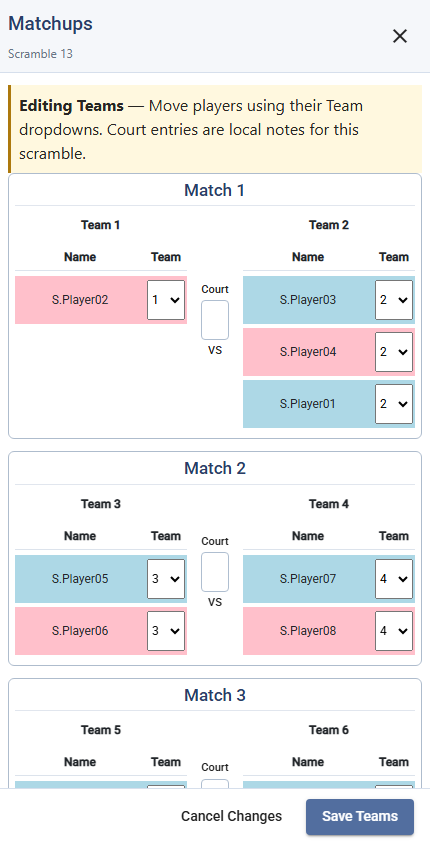 Matchups
Scramble 13
Editing Teams — Move players using their Team
dropdowns. Court entries are local notes for this
scramble.
Match 1
Team 1
Name Team
S.Player02 1
Court
VS
Team 2
Name Team
S.Player03 2
S.Player04 2
S.Player01 2
Match 2
Team 3
Name Team
S.Player05 3
S.Player06 3
Court
VS
Team 4
Name Team
S.Player07 4
S.Player08 4
Match 3
Team 5
Name Team
Court
Team 6
Name Team
Cancel Changes
Save Teams